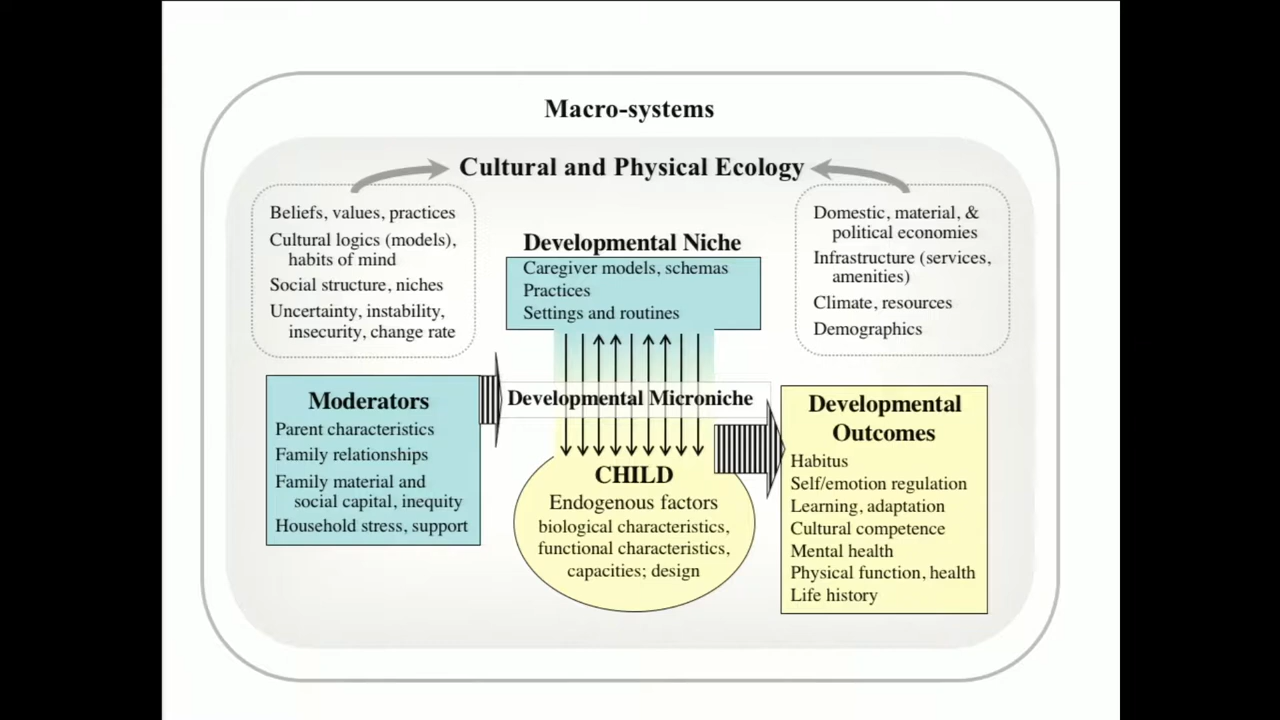 Macro-systems
Cultural and Physical Ecology
Beliefs, values, practices
Cultural logics (models),
habits of mind
Social structure, niches
Uncertainty, instability,
insecurity, change rate
Domestic, material, &
political economies
Infrastructure (services,
amenities)
Climate, resources
Demographics
Developmental Niche
Caregiver models, schemas
Practices
Settings and routines
Moderators
Parent characteristics
Family relationships
Family material and
social capital, inequity
Household stress, support
Developmental Microniche
CHILD
Endogenous factors
biological characteristics,
functional characteristics,
capacities; design
Developmental
Outcomes
Habitus
Self/emotion regulation
Learning, adaptation
Cultural competence
Mental health
Physical function, health
Life history